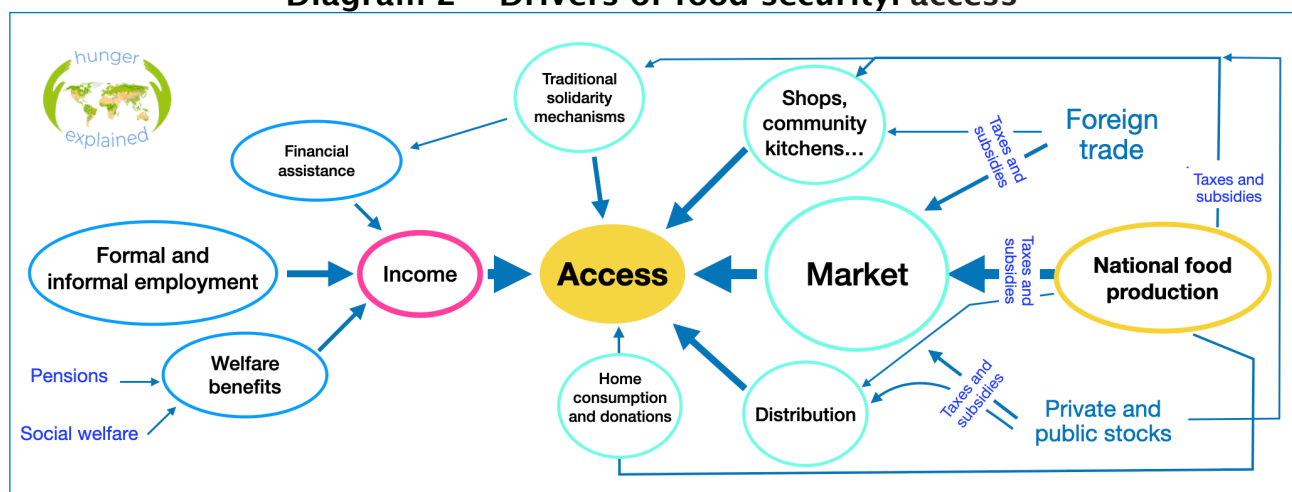 Diagram 2 – Drivers of food security: access
hunger
explained
Traditional
solidarity
mechanisms
Shops,
community
kitchens…
Foreign
trade
Taxes and
subsidies
Taxes and
subsidies
Financial
assistance
Formal and
informal employment
Income
Access
Market
Taxes and
subsidies
National food
production
Welfare
benefits
Pensions
Social welfare
Home
consumption
and donations
Distribution
Taxes and
subsidies
Private and
public stocks